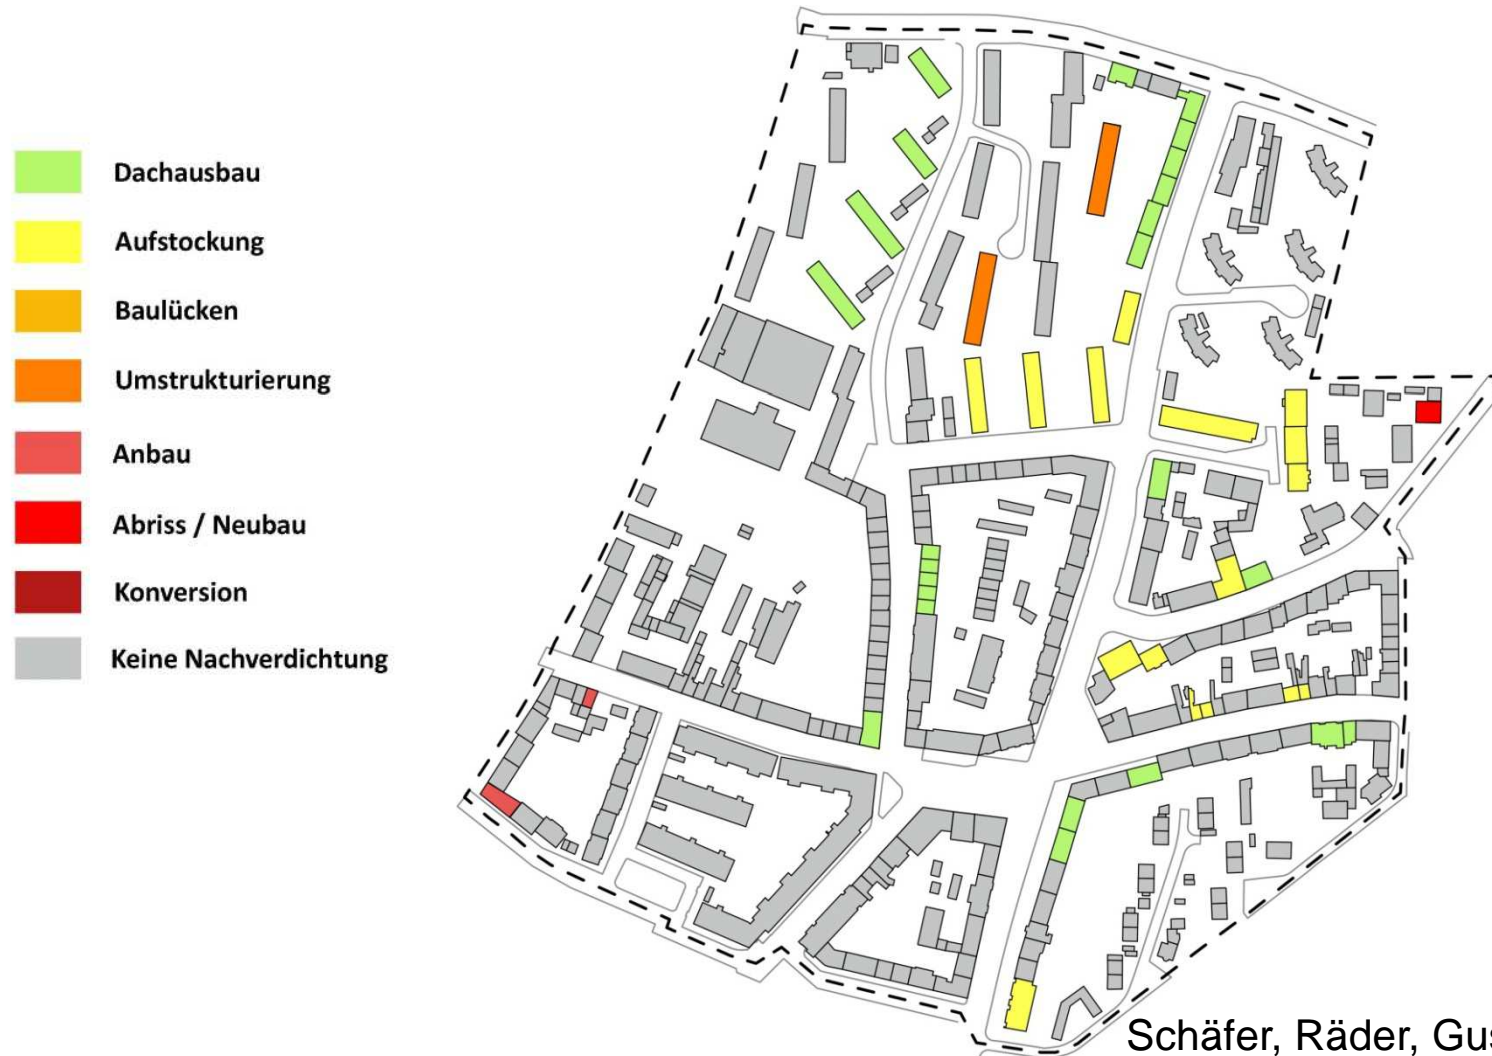 Dachausbau
Aufstockung
Baulücken
Umstrukturierung
Anbau
Abriss / Neubau
Konversion
Keine Nachverdichtung
Schäfer, Räder,